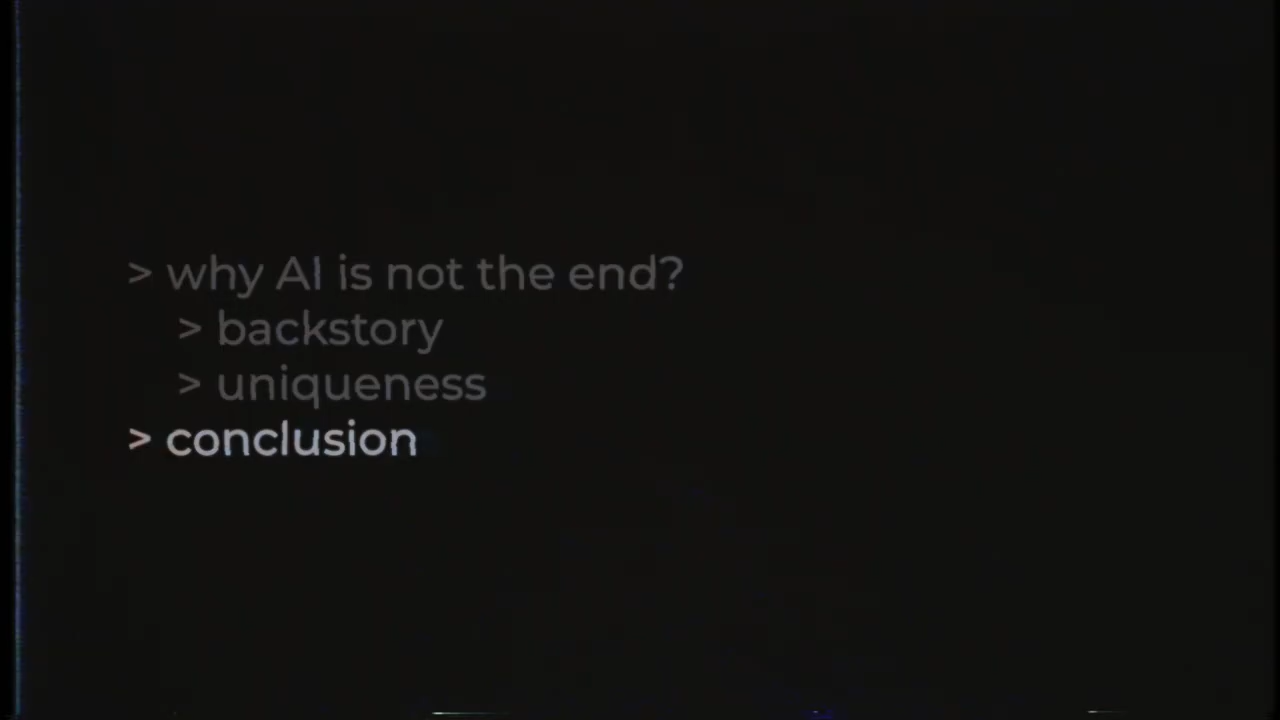 > why AI is not the end?
> backstory
> uniqueness
> conclusion